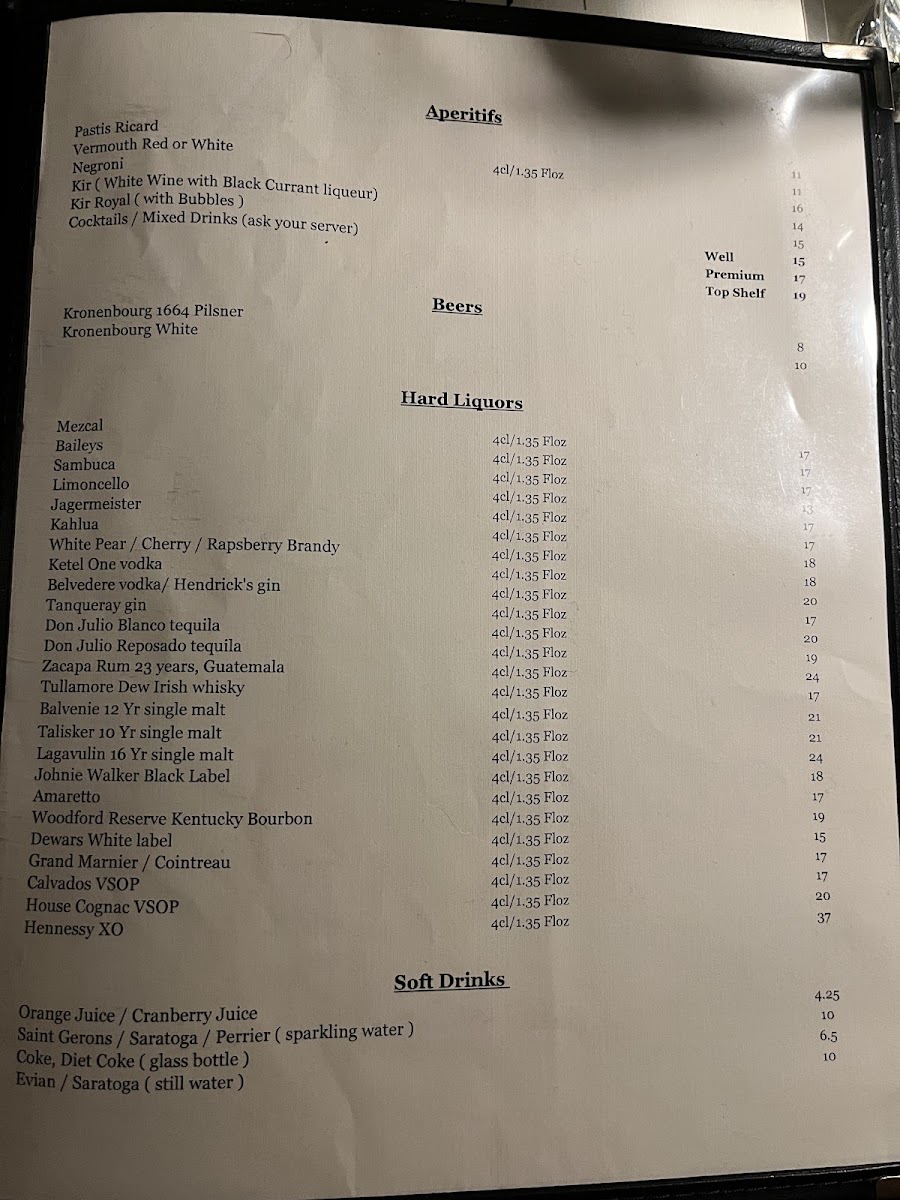 Aperitifs
Pastis Ricard 4cl/1.35 Floz 11
Vermouth Red or White 11
Negroni 16
Kir ( White Wine with Black Currant liqueur) 14
Kir Royal ( with Bubbles ) 15
Cocktails / Mixed Drinks (ask your server) Well 15
Premium 17
Top Shelf 19
Beers
Kronenbourg 1664 Pilsner 8
Kronenbourg White 10
Hard Liquors
Mezcal 4cl/1.35 Floz 17
Baileys 4cl/1.35 Floz 17
Sambuca 4cl/1.35 Floz 17
Limoncello 4cl/1.35 Floz 13
Jagermeister 4cl/1.35 Floz 17
Kahlua 4cl/1.35 Floz 17
White Pear / Cherry / Rapsberry Brandy 4cl/1.35 Floz 18
Ketel One vodka 4cl/1.35 Floz 18
Belvedere vodka/ Hendrick's gin 4cl/1.35 Floz 20
Tanqueray gin 4cl/1.35 Floz 17
Don Julio Blanco tequila 4cl/1.35 Floz 20
Don Julio Reposado tequila 4cl/1.35 Floz 19
Zacapa Rum 23 years, Guatemala 4cl/1.35 Floz 24
Tullamore Dew Irish whisky 4cl/1.35 Floz 17
Balvenie 12 Yr single malt 4cl/1.35 Floz 21
Talisker 10 Yr single malt 4cl/1.35 Floz 21
Lagavulin 16 Yr single malt 4cl/1.35 Floz 24
Johnie Walker Black Label 4cl/1.35 Floz 18
Amaretto 4cl/1.35 Floz 17
Woodford Reserve Kentucky Bourbon 4cl/1.35 Floz 19
Dewars White label 4cl/1.35 Floz 15
Grand Marnier / Cointreau 4cl/1.35 Floz 17
Calvados VSOP 4cl/1.35 Floz 17
House Cognac VSOP 4cl/1.35 Floz 20
Hennessy XO 4cl/1.35 Floz 37
Soft Drinks
Orange Juice / Cranberry Juice 4.25
Saint Gerons / Saratoga / Perrier ( sparkling water ) 10
Coke, Diet Coke ( glass bottle ) 6.5
Evian / Saratoga ( still water ) 10